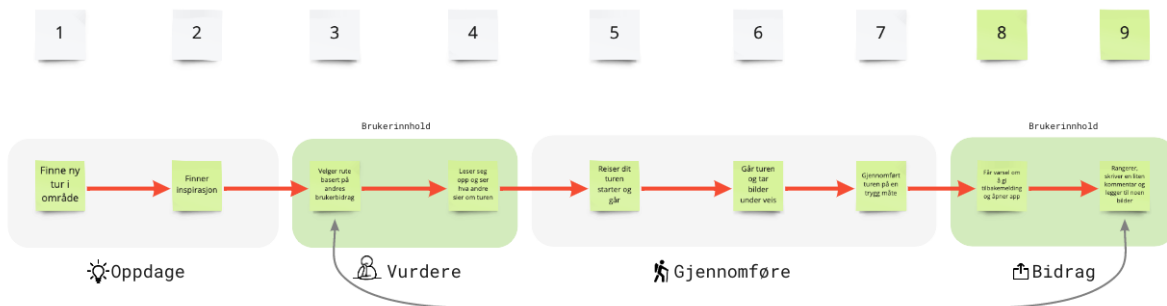 1
2
3
4
5
6
7
8
9
Brukerinnhold
Brukerinnhold
Finne ny
tur i
område
Finner
inspirasjon
Velger rute
basert på
andres
brukerbidrag
Leser seg
opp og ser
hva andre
sier om turen
Reiser dit
turen
starter og
går
Går turen
og tar
bilder
under veis
Gjennomført
turen på en
trygg måte
Får varsel om
å gi
tilbakemelding
og åpner app
Rangerer,
skriver en liten
kommentar og
legger til noen
bilder
Oppdage
Vurdere
Gjennomføre
Bidrag